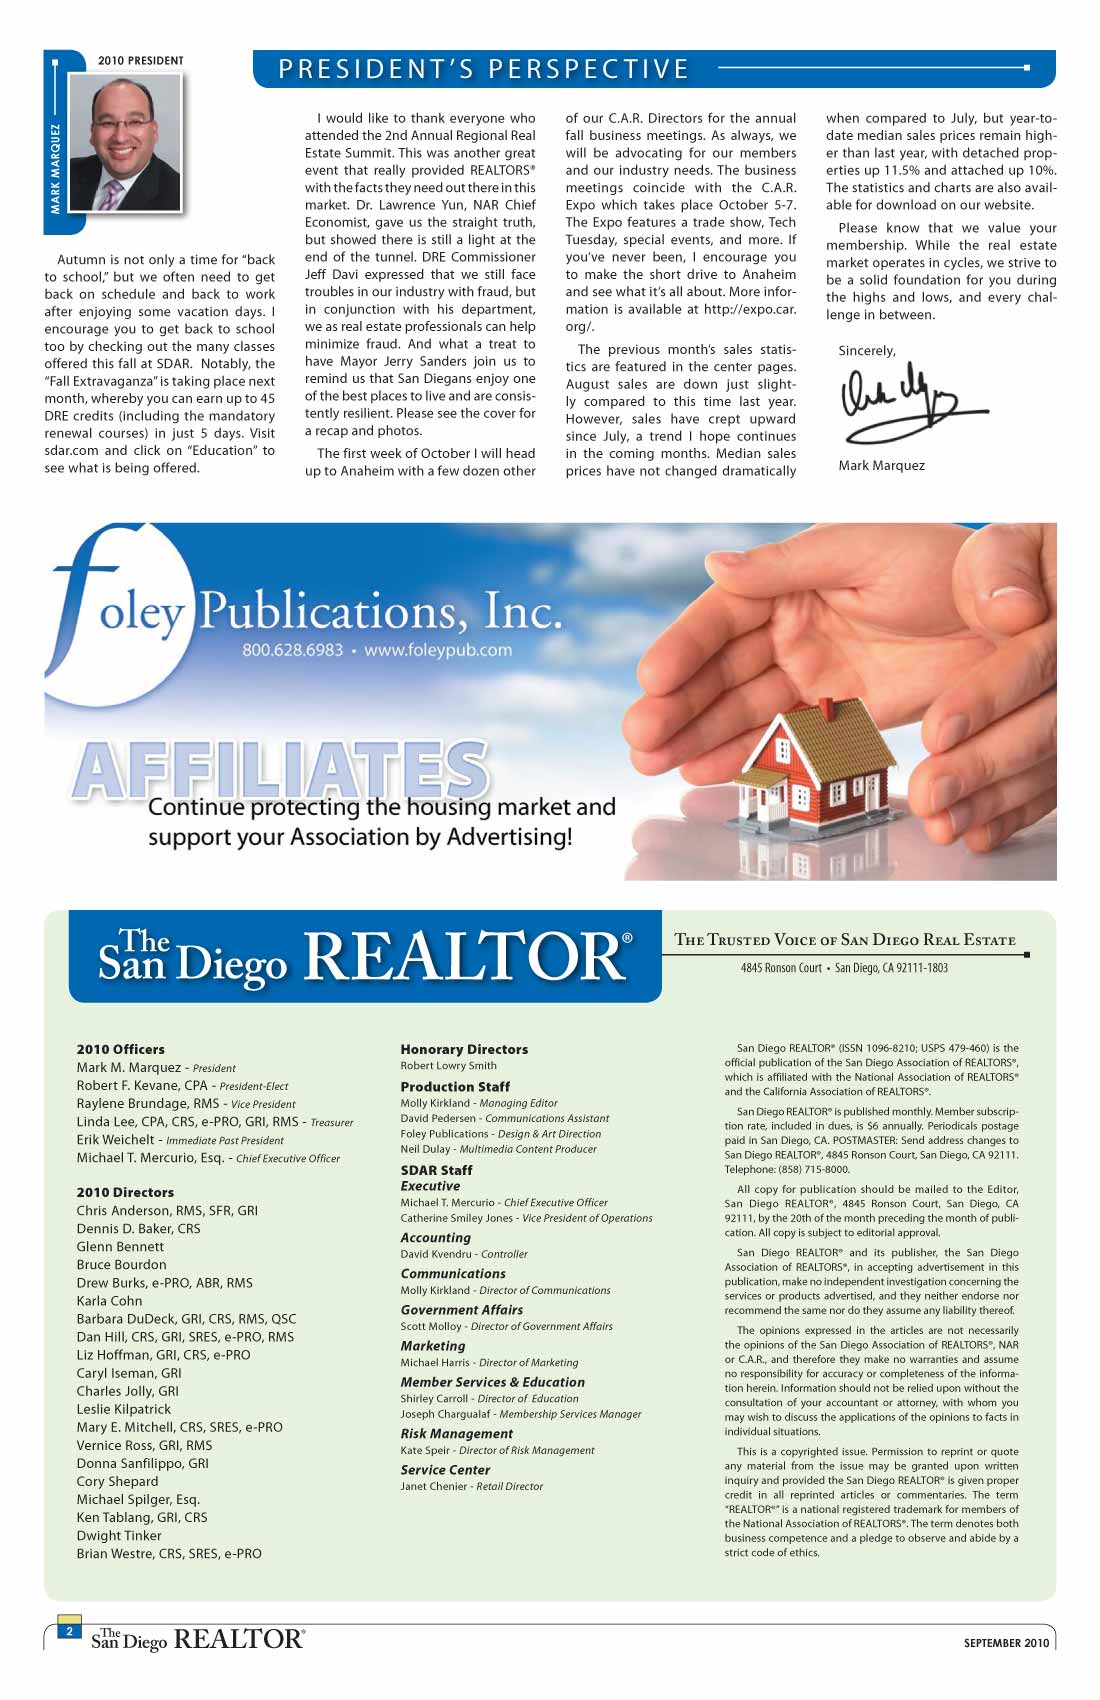 2010 PRESIDENT
MARK MARQUEZ
PRESIDENT'S PERSPECTIVE
Autumn is not only a time for “back
to school,” but we often need to get
back on schedule and back to work
after enjoying some vacation days. I
encourage you to get back to school
too by checking out the many classes
offered this fall at SDAR.  Notably, the
“Fall Extravaganza” is taking place next
month, whereby you can earn up to 45
DRE credits (including the mandatory
renewal courses) in just 5 days. Visit
sdar.com and click on “Education” to
see what is being offered.
I would like to thank everyone who
attended the 2nd Annual Regional Real
Estate Summit. This was another great
event that really provided REALTORS®
with the facts they need out there in this
market. Dr. Lawrence Yun, NAR Chief
Economist, gave us the straight truth,
but showed there is still a light at the
end of the tunnel. DRE Commissioner
Jeff Davi expressed that we still face
troubles in our industry with fraud, but
in conjunction with his department,
we as real estate professionals can help
minimize fraud. And what a treat to
have Mayor Jerry Sanders join us to
remind us that San Diegans enjoy one
of the best places to live and are consis-
tently resilient. Please see the cover for
a recap and photos.
The first week of October I will head
up to Anaheim with a few dozen other
of our C.A.R. Directors for the annual
fall business meetings. As always, we
will be advocating for our members
and our industry needs. The business
meetings coincide with the C.A.R.
Expo which takes place October 5-7.
The Expo features a trade show, Tech
Tuesday, special events, and more. If
you've never been, I encourage you
to make the short drive to Anaheim
and see what it's all about. More infor-
mation is available at http://expo.car.
org/.
The previous month's sales statis-
tics are featured in the center pages.
August sales are down just slight-
ly compared to this time last year.
However, sales have crept upward
since July, a trend I hope continues
in the coming months. Median sales
prices have not changed dramatically
when compared to July, but year-to-
date median sales prices remain high-
er than last year, with detached prop-
erties up 11.5% and attached up 10%.
The statistics and charts are also avail-
able for download on our website.
Please know that we value your
membership. While the real estate
market operates in cycles, we strive to
be a solid foundation for you during
the highs and lows, and every chal-
lenge in between.
Sincerely,
Mark Marquez
foley Publications, Inc.
800.628.6983 • www.foleypub.com
AFFILIATES
Continue protecting the housing market and
support your Association by Advertising!
The San Diego REALTOR®
THE TRUSTED VOICE OF SAN DIEGO REAL ESTATE
4845 Ronson Court • San Diego, CA 92111-1803
2010 Officers
Mark M. Marquez - President
Robert F. Kevane, CPA - President-Elect
Raylene Brundage, RMS - Vice President
Linda Lee, CPA, CRS, e-PRO, GRI, RMS - Treasurer
Erik Weichelt - Immediate Past President
Michael T. Mercurio, Esq. - Chief Executive Officer
2010 Directors
Chris Anderson, RMS, SFR, GRI
Dennis D. Baker, CRS
Glenn Bennett
Bruce Bourdon
Drew Burks, e-PRO, ABR, RMS
Karla Cohn
Barbara DuDeck, GRI, CRS, RMS, QSC
Dan Hill, CRS, GRI, SRES, e-PRO, RMS
Liz Hoffman, GRI, CRS, e-PRO
Caryl Iseman, GRI
Charles Jolly, GRI
Leslie Kilpatrick
Mary E. Mitchell, CRS, SRES, e-PRO
Vernice Ross, GRI, RMS
Donna Sanfilippo, GRI
Cory Shepard
Michael Spilger, Esq.
Ken Tablang, GRI, CRS
Dwight Tinker
Brian Westre, CRS, SRES, e-PRO
Honorary Directors
Robert Lowry Smith
Production Staff
Molly Kirkland - Managing Editor
David Pedersen - Communications Assistant
Foley Publications - Design & Art Direction
Neil Dulay - Multimedia Content Producer
SDAR Staff
Executive
Michael T. Mercurio - Chief Executive Officer
Catherine Smiley Jones - Vice President of Operations
Accounting
David Kvendru - Controller
Communications
Molly Kirkland - Director of Communications
Government Affairs
Scott Molloy - Director of Government Affairs
Marketing
Michael Harris - Director of Marketing
Member Services & Education
Shirley Carroll - Director of  Education
Joseph Chargualaf - Membership Services Manager
Risk Management
Kate Speir - Director of Risk Management
Service Center
Janet Chenier - Retail Director
San Diego REALTOR® (ISSN 1096-8210; USPS 479-460) is the
official publication of the San Diego Association of REALTORS®,
which is affiliated with the National Association of REALTORS®
and the California Association of REALTORS®.
San Diego REALTOR® is published monthly. Member subscrip-
tion rate, included in dues, is $6 annually. Periodicals postage
paid in San Diego, CA. POSTMASTER: Send address changes to
San Diego REALTOR®, 4845 Ronson Court, San Diego, CA 92111.
Telephone: (858) 715-8000.
All copy for publication should be mailed to the Editor,
San Diego REALTOR®, 4845 Ronson Court, San Diego, CA
92111, by the 20th of the month preceding the month of publi-
cation. All copy is subject to editorial approval.
San Diego REALTOR® and its publisher, the San Diego
Association of REALTORS®, in accepting advertisement in this
publication, make no independent investigation concerning the
services or products advertised, and they neither endorse nor
recommend the same nor do they assume any liability thereof.
The opinions expressed in the articles are not necessarily
the opinions of the San Diego Association of REALTORS®, NAR
or C.A.R., and therefore they make no warranties and assume
no responsibility for accuracy or completeness of the informa-
tion herein. Information should not be relied upon without the
consultation of your accountant or attorney, with whom you
may wish to discuss the applications of the opinions to facts in
individual situations.
This is a copyrighted issue. Permission to reprint or quote
any material from the issue may be granted upon written
inquiry and provided the San Diego REALTOR® is given proper
credit in all reprinted articles or commentaries. The term
“REALTOR®” is a national registered trademark for members of
the National Association of REALTORS®. The term denotes both
business competence and a pledge to observe and abide by a
strict code of ethics.
2
The San Diego REALTOR®
SEPTEMBER 2010